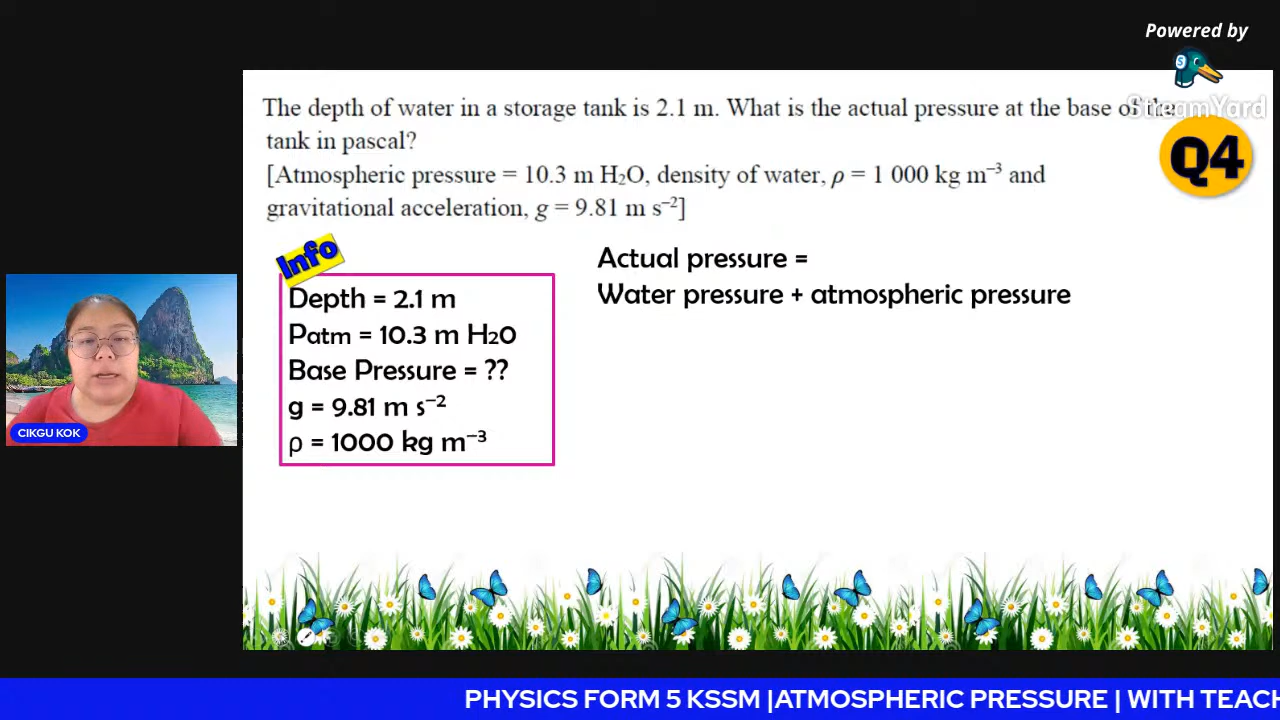 Powered by
StreamYard
The depth of water in a storage tank is 2.1 m. What is the actual pressure at the base of the
tank in pascal?
[Atmospheric pressure = 10.3 m H₂O, density of water, ρ = 1 000 kg m⁻³ and
gravitational acceleration, g = 9.81 m s⁻²]
Q4
Info
Depth = 2.1 m
Patm = 10.3 m H₂O
Base Pressure = ??
g = 9.81 m s⁻²
ρ = 1000 kg m⁻³
Actual pressure =
Water pressure + atmospheric pressure
CIKGU KOK
PHYSICS FORM 5 KSSM |ATMOSPHERIC PRESSURE | WITH TEACH